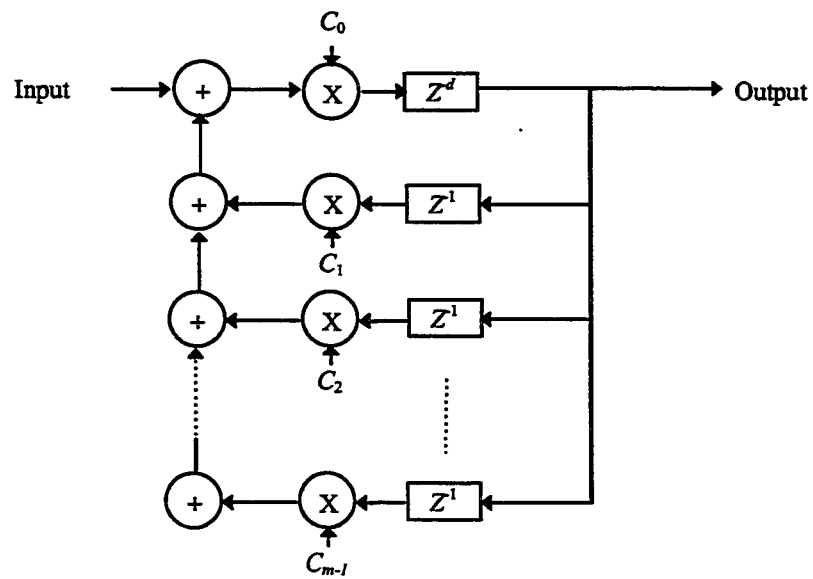 C₀
Input + X Z⁻ᵈ Output
+ X Z⁻¹
C₁
+ X Z⁻¹
C₂
+ X Z⁻¹
Cₘ₋₁